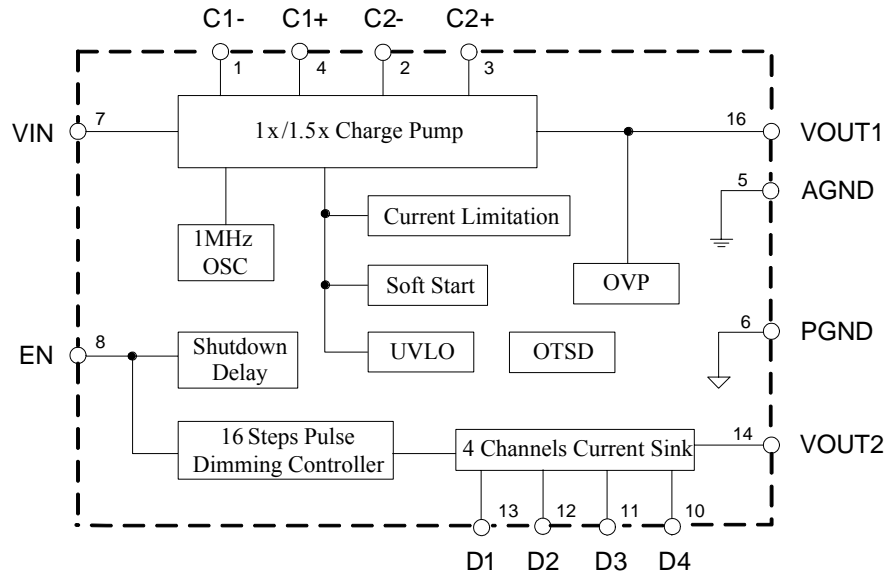 C1- C1+ C2- C2+
1 4 2 3
VIN 7 1x/1.5x Charge Pump 16 VOUT1
5 AGND
Current Limitation
1MHz
OSC
Soft Start OVP
6 PGND
EN 8 Shutdown
Delay
UVLO OTSD
16 Steps Pulse
Dimming Controller
4 Channels Current Sink 14 VOUT2
13 12 11 10
D1 D2 D3 D4